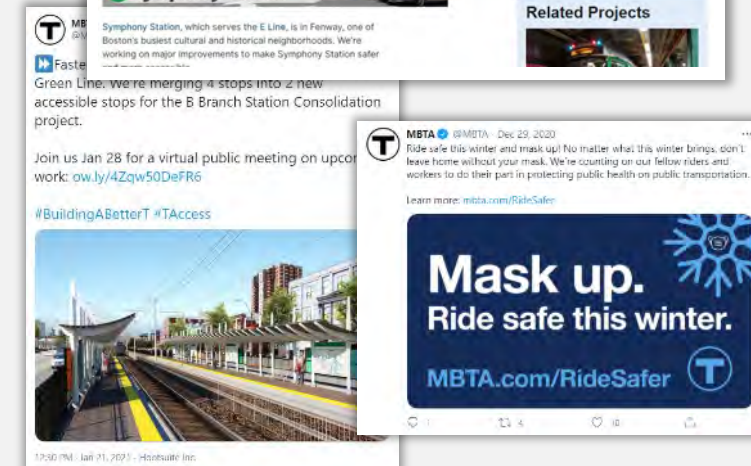 Related Projects
Symphony Station, which serves the E Line, is in Fenway, one of
Boston's busiest cultural and historical neighborhoods. We're
working on major improvements to make Symphony Station safer
T
Faste
Green Line. We're merging 4 stops into 2 new
accessible stops for the B Branch Station Consolidation
project.
Join us Jan 28 for a virtual public meeting on upcor
work: ow.ly/4Zqw50DeFR6
#BuildingABetterT #TAccess
12:30 PM · Jan 21, 2021 · Hootsuite Inc.
T
MBTA @MBTA · Dec 29, 2020
Ride safe this winter and mask up! No matter what this winter brings, don't
leave home without your mask. We're counting on our fellow riders and
workers to do their part in protecting public health on public transportation.
Learn more: mbta.com/RideSafer
Mask up.
Ride safe this winter.
MBTA.com/RideSafer T